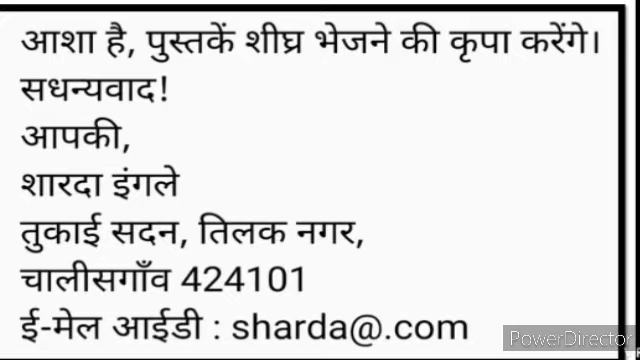 आशा है, पुस्तकें शीघ्र भेजने की कृपा करेंगे।
सधन्यवाद!
आपकी,
शारदा इंगले
तुकाई सदन, तिलक नगर,
चालीसगाँव 424101
ई-मेल आईडी : sharda@.com
PowerDirector